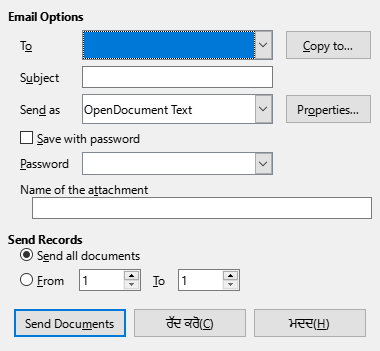 Email Options
To Copy to...
Subject
Send as OpenDocument Text Properties...
Save with password
Password
Name of the attachment
Send Records
Send all documents
From 1 To 1
Send Documents ਰੱਦ ਕਰੋ(C) ਮਦਦ(H)